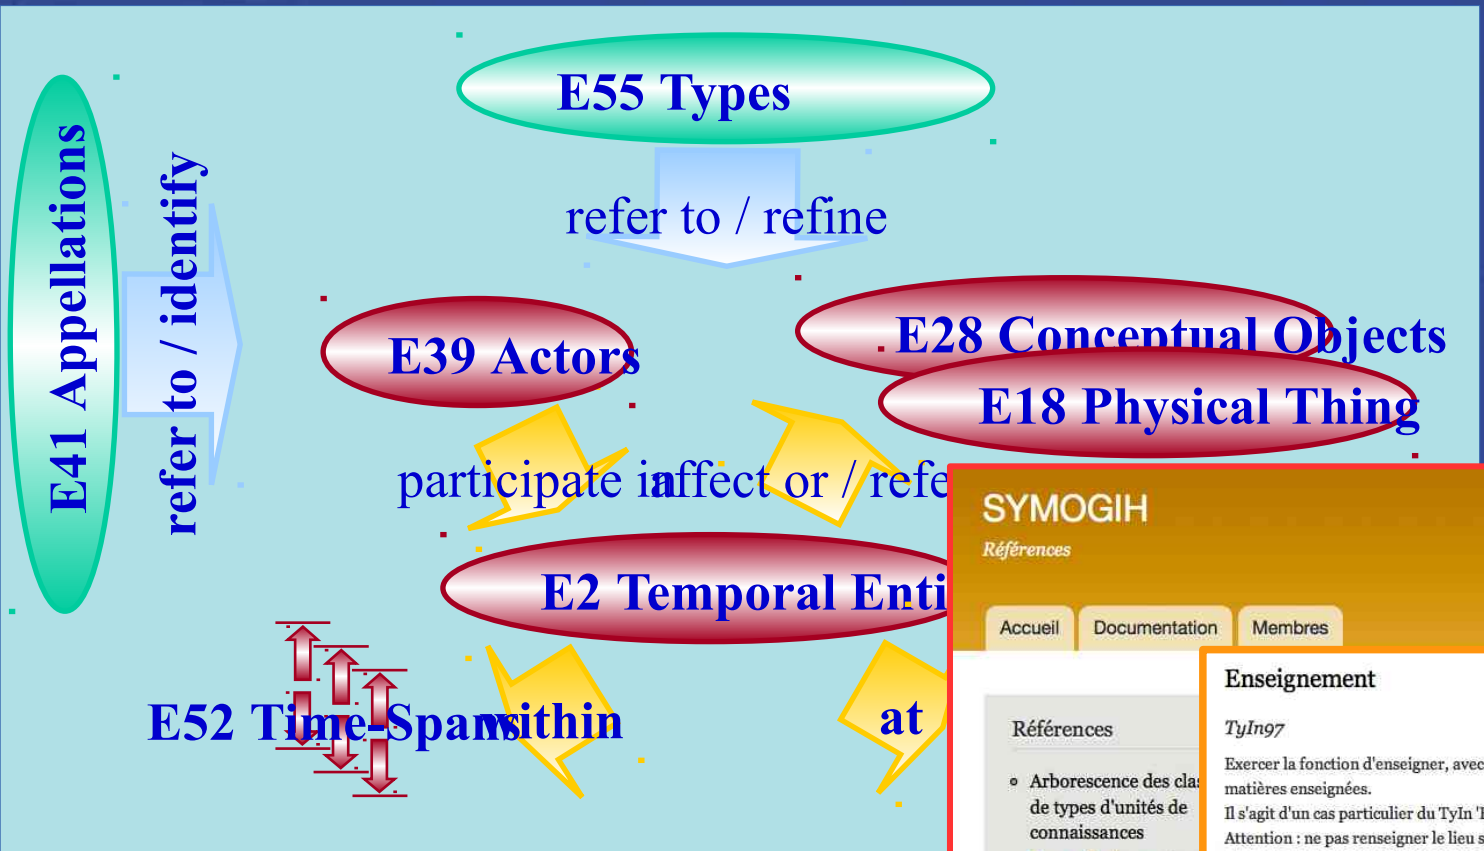 E55 Types
refer to / refine
E41 Appellations
refer to / identify
E39 Actors
E28 Conceptual Objects
E18 Physical Thing
participate in
affect or / refe
E2 Temporal Enti
E52 Time-Spans
within
at
SYMOGIH
Références
Accueil
Documentation
Membres
Références
Arborescence des clas
de types d'unités de
connaissances
Enseignement
TyIn97
Exercer la fonction d'enseigner, avec
matières enseignées.
Il s'agit d'un cas particulier du TyIn
Attention : ne pas renseigner le lieu s